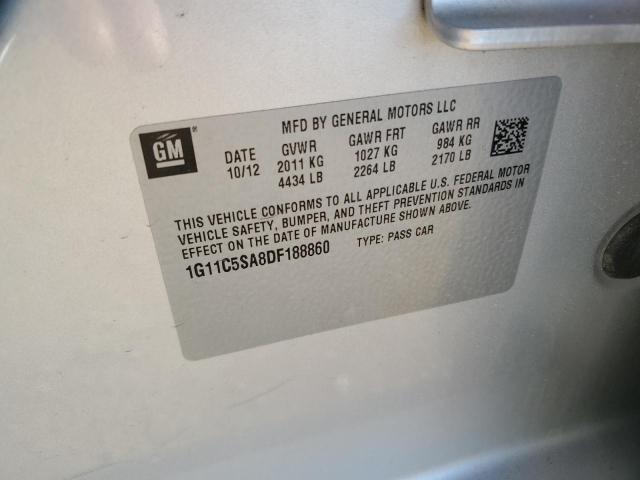 MFD BY GENERAL MOTORS LLC
GM
DATE GVWR GAWR FRT GAWR RR
10/12 2011 KG 1027 KG 984 KG
4434 LB 2264 LB 2170 LB
THIS VEHICLE CONFORMS TO ALL APPLICABLE U.S. FEDERAL MOTOR
VEHICLE SAFETY, BUMPER, AND THEFT PREVENTION STANDARDS IN
EFFECT ON THE DATE OF MANUFACTURE SHOWN ABOVE.
1G11C5SA8DF188860 TYPE: PASS CAR